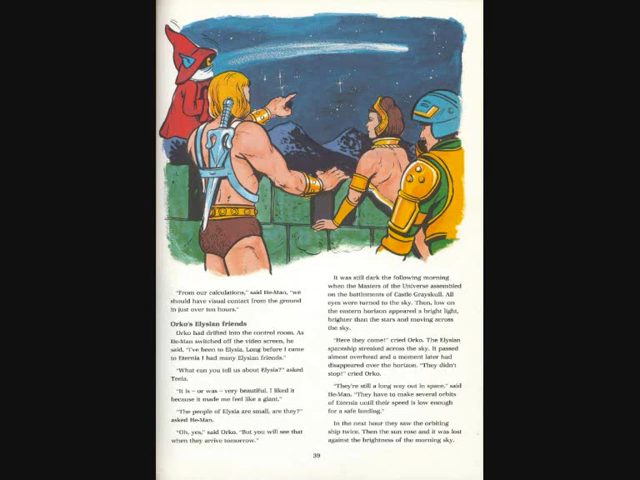 "From our calculations," said He-Man, "we
should have visual contact from the ground
in just over ten hours."
Orko's Elysian friends
Orko had drifted into the control room. As
He-Man switched off the video screen, he
said, "I've been to Elysia. Long before I came
to Eternia I had many Elysian friends."
"What can you tell us about Elysia?" asked
Teela.
"It is – or was – very beautiful. I liked it
because it made me feel like a giant."
"The people of Elysia are small, are they?"
asked He-Man.
"Oh, yes," said Orko. "But you will see that
when they arrive tomorrow."
It was still dark the following morning
when the Masters of the Universe assembled
on the battlements of Castle Grayskull. All
eyes were turned to the sky. Then, low on
the eastern horizon appeared a bright light,
brighter than the stars and moving across
the sky.
"Here they come!" cried Orko. The Elysian
spaceship streaked across the sky. It passed
almost overhead and a moment later had
disappeared over the horizon. "They didn't
stop!" cried Orko.
"They're still a long way out in space," said
He-Man. "They have to make several orbits
of Eternia until their speed is low enough
for a safe landing."
In the next hour they saw the orbiting
ship twice. Then the sun rose and it was lost
against the brightness of the morning sky.
39